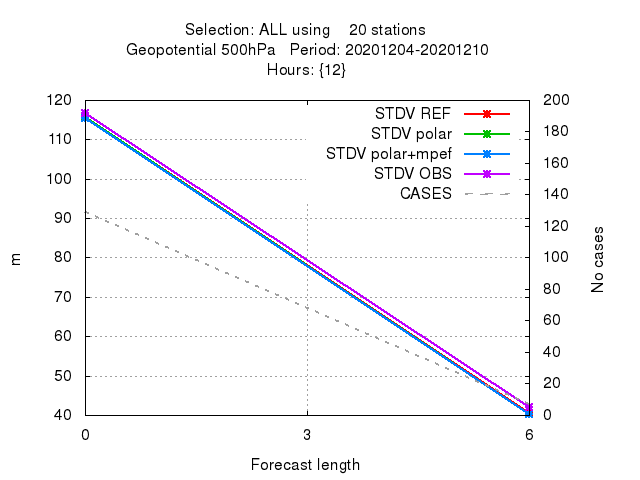 Selection: ALL using 20 stations
Geopotential 500hPa Period: 20201204-20201210
Hours: {12}
120 200
STDV REF
110 180
STDV polar
160
100
STDV polar+mpef
140
STDV OBS
90 120
CASES
80 100
70 80
60 60
40
50 20
40 0
m
No cases
0 3 6
Forecast length